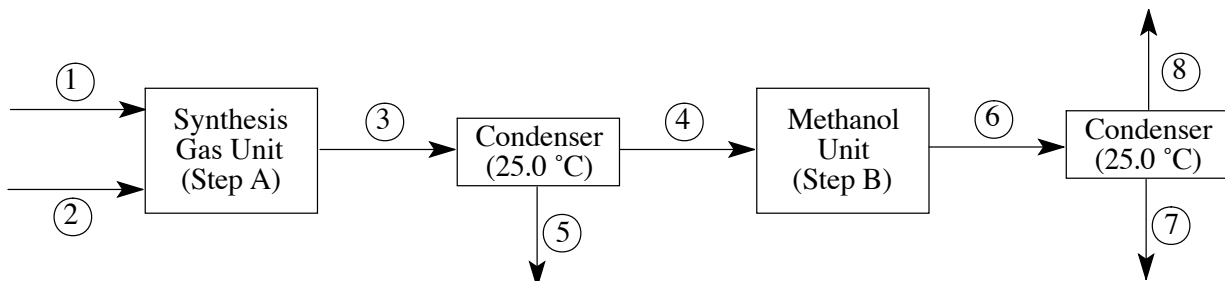 ①
②
Synthesis
Gas Unit
(Step A)
③
Condenser
(25.0 ˚C)
⑤
④
Methanol
Unit
(Step B)
⑥
⑧
Condenser
(25.0 ˚C)
⑦